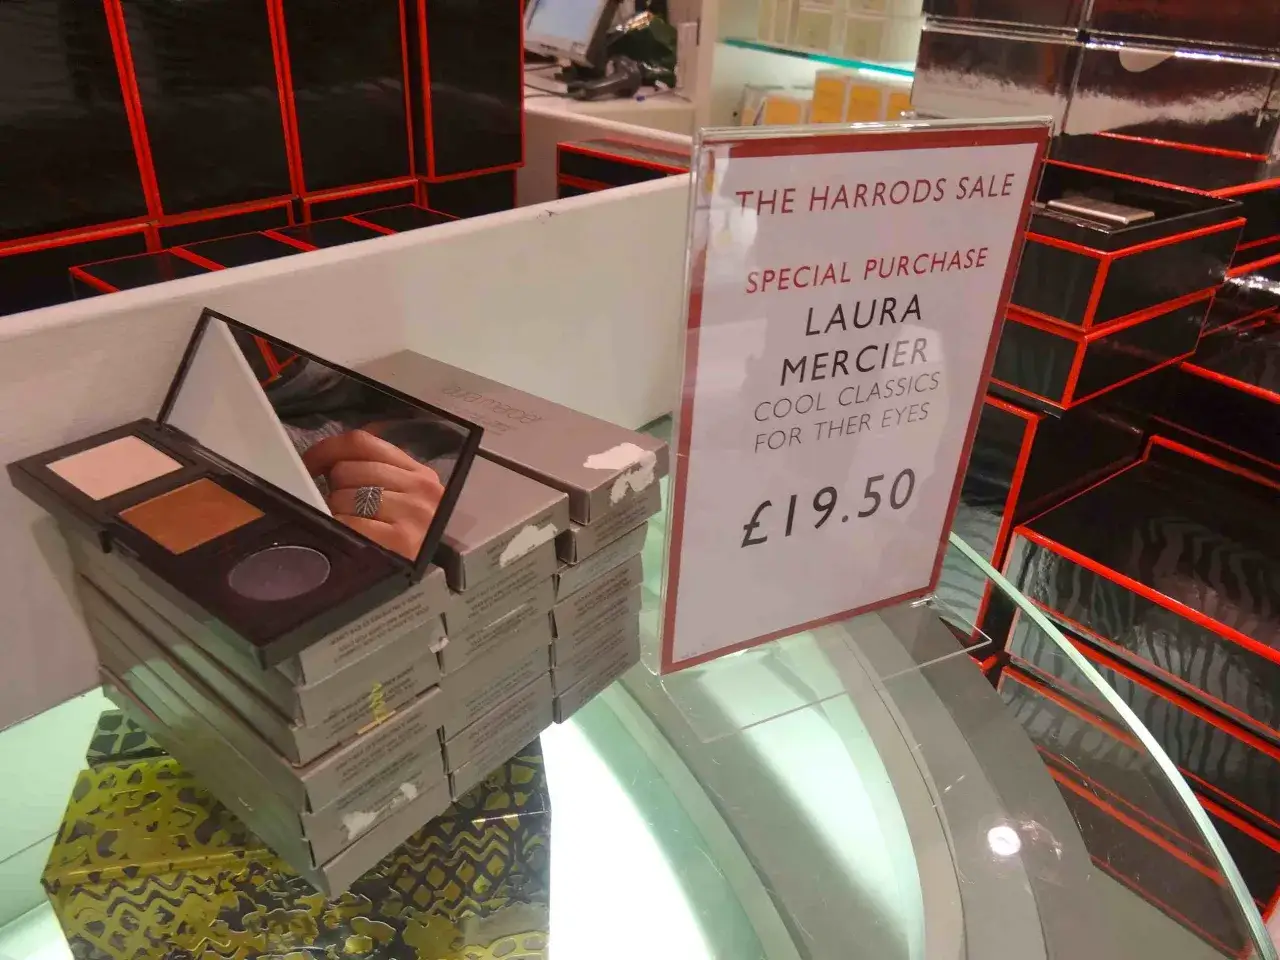 THE HARRODS SALE
SPECIAL PURCHASE
LAURA
MERCIER
COOL CLASSICS
FOR THER EYES
£19.50